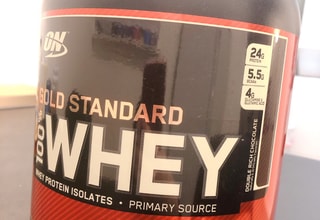 ON
24G
PROTEIN
5.5G
BCAAs
4G
GLUTAMINE &
GLUTAMIC ACID
GOLD STANDARD
100%
WHEY
WHEY PROTEIN ISOLATES • PRIMARY SOURCE
DOUBLE RICH CHOCOLATE